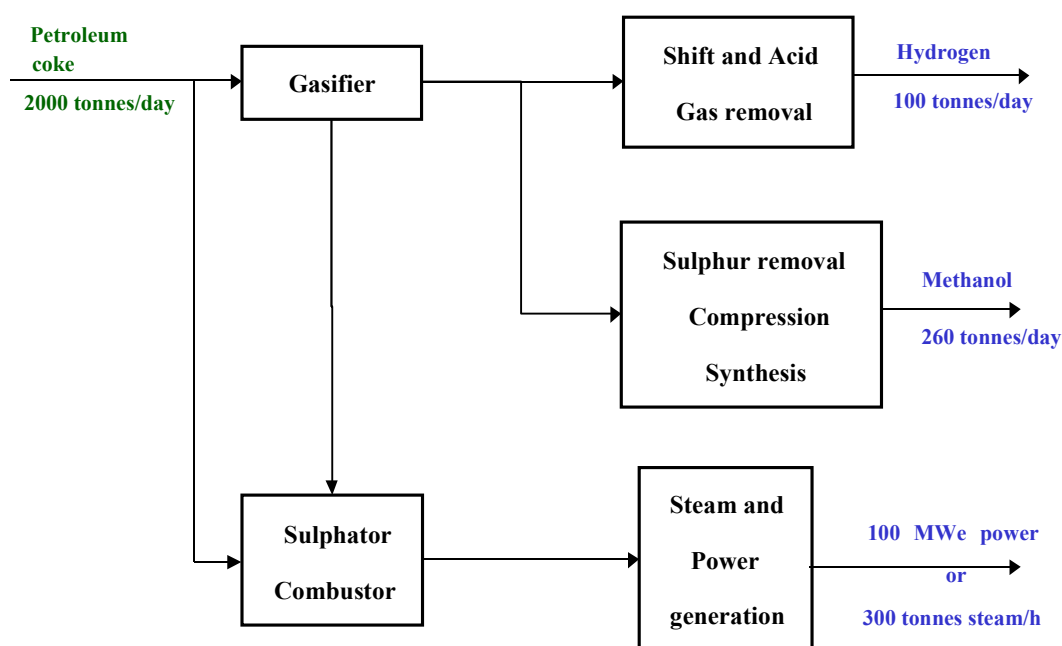 Petroleum
coke
2000 tonnes/day
Gasifier
Shift and Acid
Gas removal
Hydrogen
100 tonnes/day
Sulphur removal
Compression
Synthesis
Methanol
260 tonnes/day
Sulphator
Combustor
Steam and
Power
generation
100 MWe power
or
300 tonnes steam/h